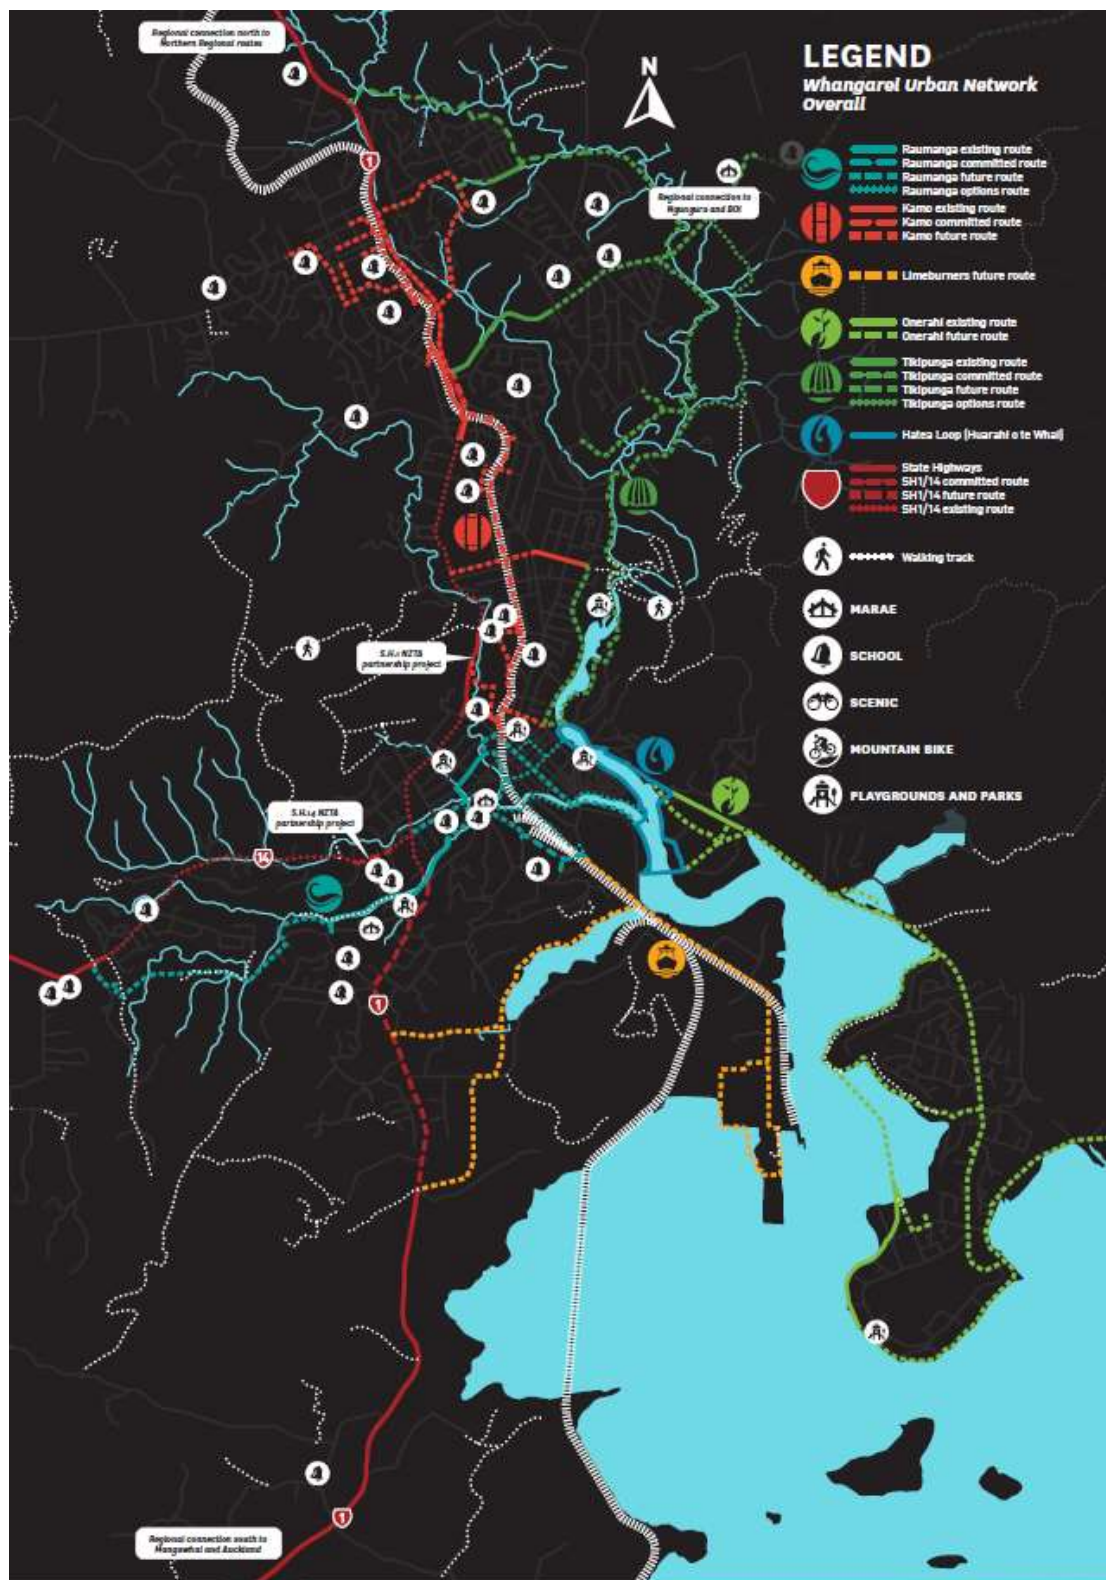 Regional connection north to
Northern Regional routes
1
N
LEGEND
Whangarei Urban Network
Overall
Raumanga existing route
Raumanga committed route
Raumanga future route
Raumanga options route
Kamo existing route
Kamo committed route
Kamo future route
Limeburners future route
Onerahi existing route
Onerahi future route
Tikipunga existing route
Tikipunga committed route
Tikipunga future route
Tikipunga options route
Hatea Loop (Huarahi o te Whai)
State Highways
SH1/14 committed route
SH1/14 future route
SH1/14 existing route
Walking track
MARAE
SCHOOL
SCENIC
MOUNTAIN BIKE
PLAYGROUNDS AND PARKS
Regional connection to
Ngunguru and
S.H.1 NZTA
partnership project
S.H.14 NZTA
partnership project
14
1
1
Regional connection south to
Mangawhai and Auckland